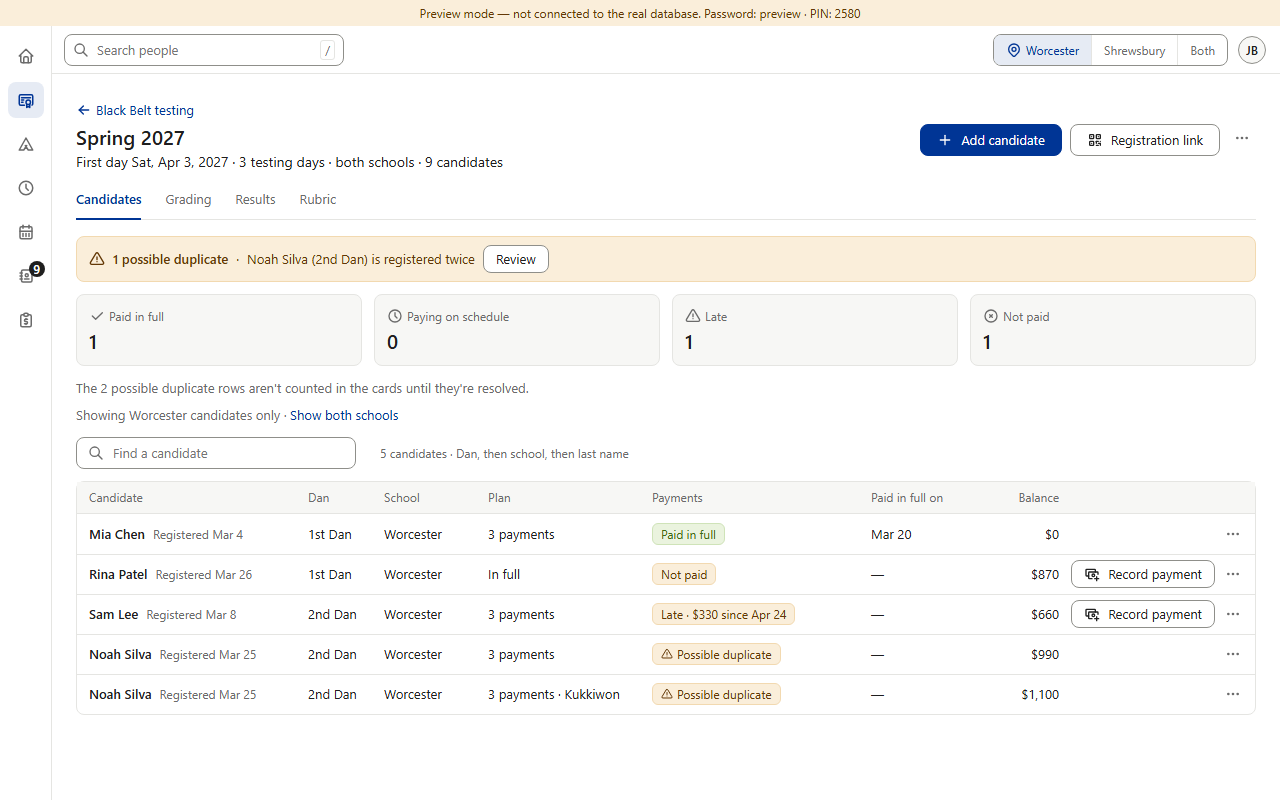 Preview mode — not connected to the real database. Password: preview · PIN: 2580
Search people /
Worcester Shrewsbury Both JB
9
← Black Belt testing
Spring 2027
First day Sat, Apr 3, 2027 · 3 testing days · both schools · 9 candidates
+ Add candidate Registration link ···
Candidates Grading Results Rubric
1 possible duplicate · Noah Silva (2nd Dan) is registered twice Review
Paid in full Paying on schedule Late Not paid
1 0 1 1
The 2 possible duplicate rows aren't counted in the cards until they're resolved.
Showing Worcester candidates only · Show both schools
Find a candidate 5 candidates · Dan, then school, then last name
Candidate Dan School Plan Payments Paid in full on Balance
Mia Chen Registered Mar 4 1st Dan Worcester 3 payments Paid in full Mar 20 $0 ···
Rina Patel Registered Mar 26 1st Dan Worcester In full Not paid — $870 Record payment ···
Sam Lee Registered Mar 8 2nd Dan Worcester 3 payments Late · $330 since Apr 24 — $660 Record payment ···
Noah Silva Registered Mar 25 2nd Dan Worcester 3 payments Possible duplicate — $990 ···
Noah Silva Registered Mar 25 2nd Dan Worcester 3 payments · Kukkiwon Possible duplicate — $1,100 ···